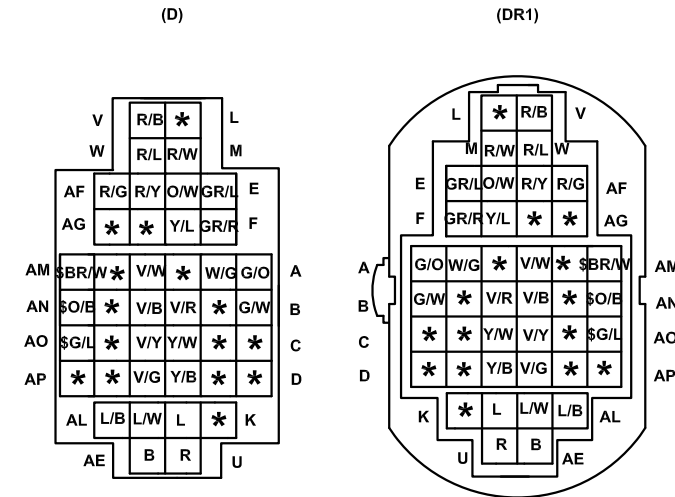 (D) (DR1)
V R/B * L L * R/B V
W R/L R/W M M R/W R/L W
AF R/G R/Y O/W GR/L E E GR/L O/W R/Y R/G AF
AG * * Y/L GR/R F F GR/R Y/L * * AG
AM $BR/W * V/W * W/G G/O A A G/O W/G * V/W * $BR/W AM
AN $O/B * V/B V/R * G/W B B G/W * V/R V/B * $O/B AN
AO $G/L * V/Y Y/W * * C C * * Y/W V/Y * $G/L AO
AP * * V/G Y/B * * D D * * Y/B V/G * * AP
AL L/B L/W L * K K * L L/W L/B AL
AE B R U U R B AE